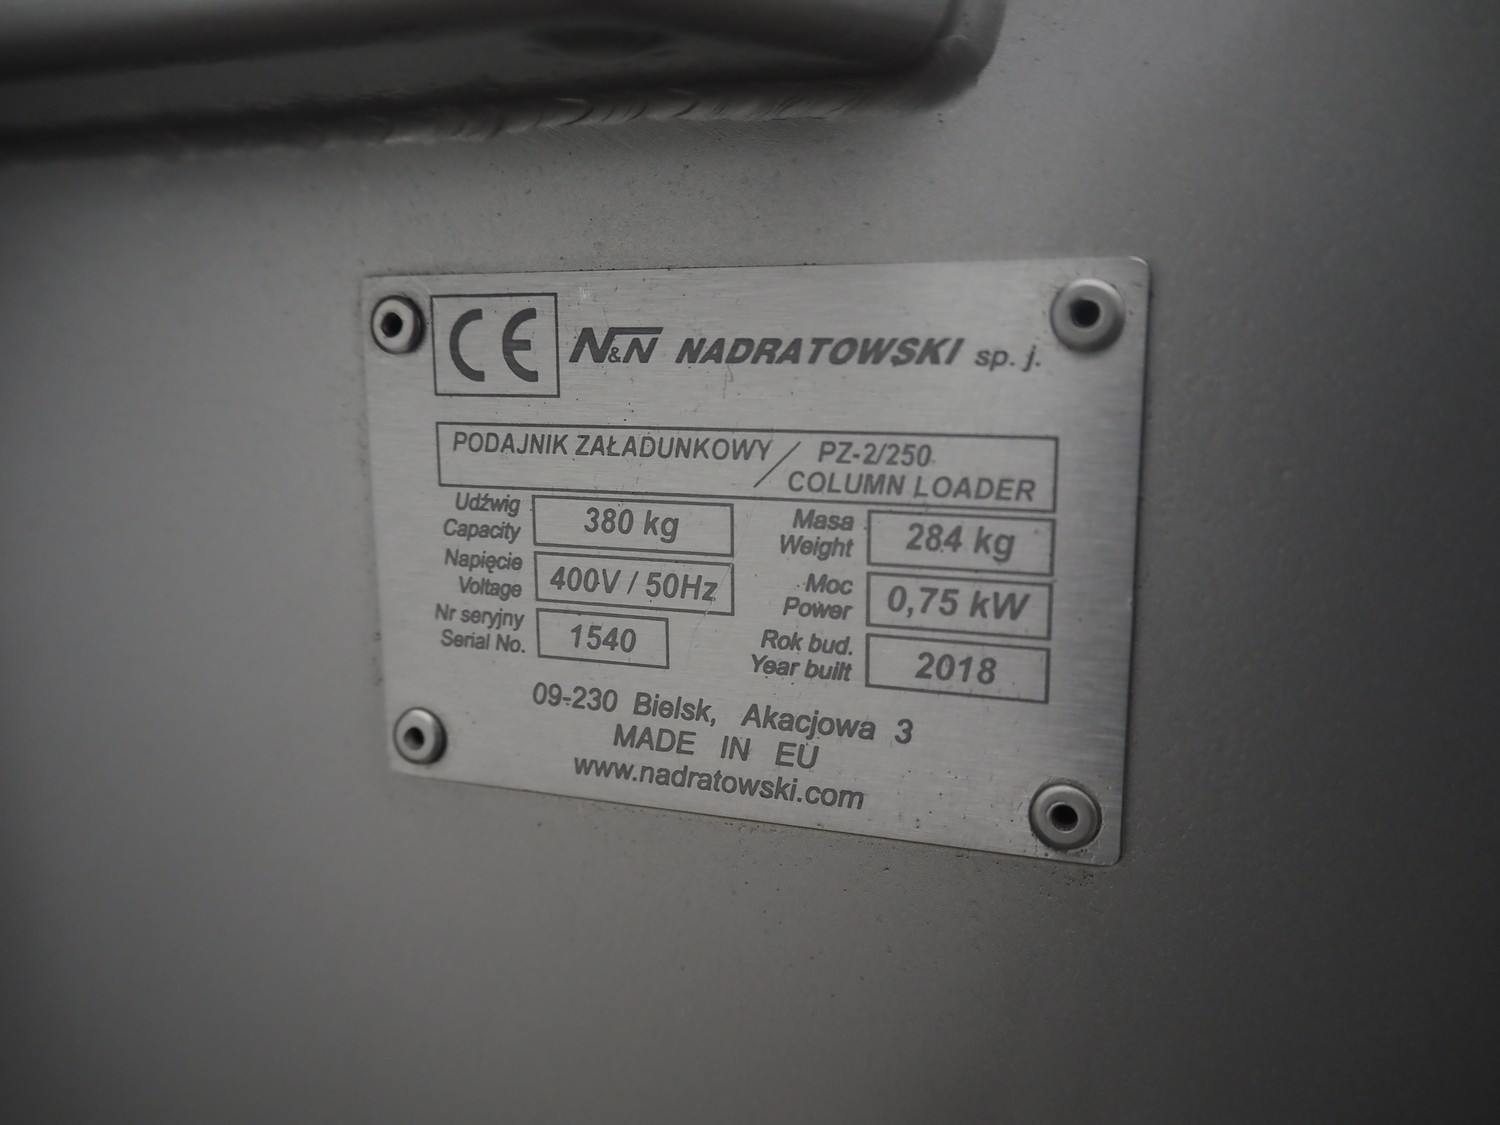 CE N&N NADRATOWSKI sp. j.
PODAJNIK ZAŁADUNKOWY / PZ-2/250
COLUMN LOADER
Udźwig
Capacity 380 kg
Masa
Weight 284 kg
Napięcie
Voltage 400V / 50Hz
Moc
Power 0,75 kW
Nr seryjny
Serial No. 1540
Rok bud.
Year built 2018
09-230 Bielsk, Akacjowa 3
MADE IN EU
www.nadratowski.com